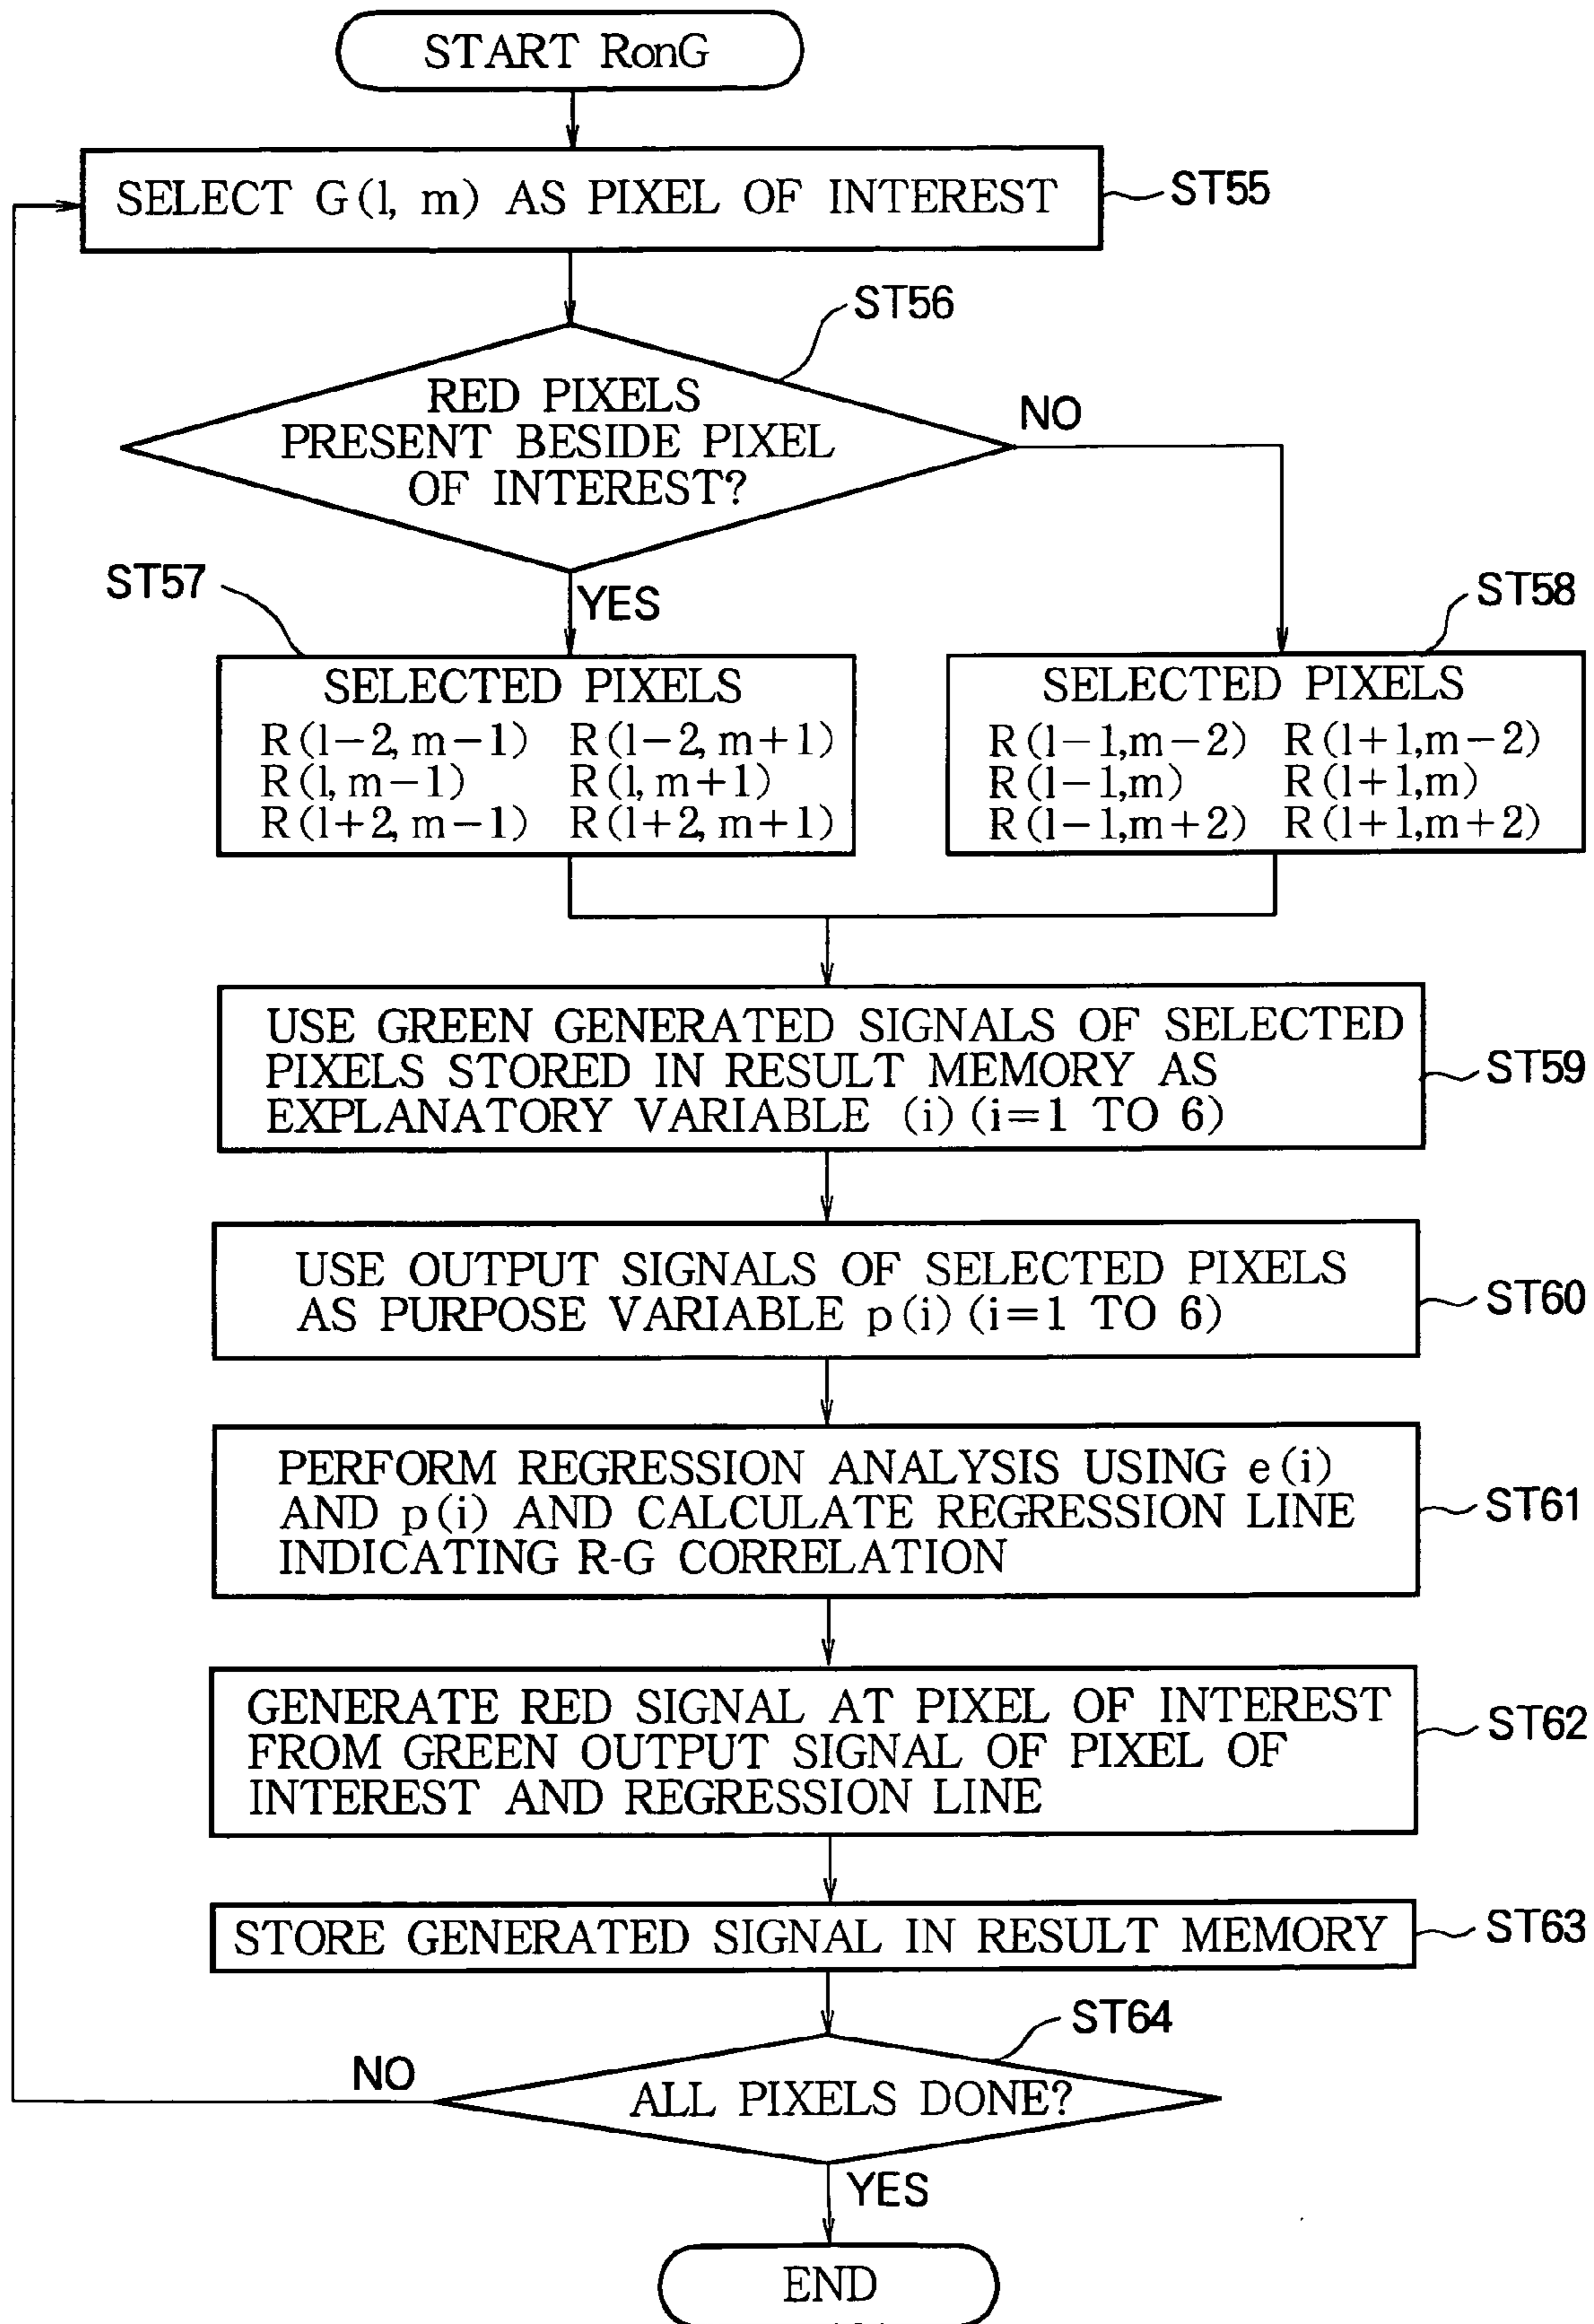 START RonG
SELECT G(l, m) AS PIXEL OF INTEREST
ST55
ST56
RED PIXELS
PRESENT BESIDE PIXEL
OF INTEREST?
NO
ST57
YES
ST58
SELECTED PIXELS
R(l-2, m-1) R(l-2, m+1)
R(l, m-1) R(l, m+1)
R(l+2, m-1) R(l+2, m+1)
SELECTED PIXELS
R(l-1,m-2) R(l+1,m-2)
R(l-1,m) R(l+1,m)
R(l-1,m+2) R(l+1,m+2)
USE GREEN GENERATED SIGNALS OF SELECTED
PIXELS STORED IN RESULT MEMORY AS
EXPLANATORY VARIABLE (i) (i=1 TO 6)
ST59
USE OUTPUT SIGNALS OF SELECTED PIXELS
AS PURPOSE VARIABLE p(i) (i=1 TO 6)
ST60
PERFORM REGRESSION ANALYSIS USING e(i)
AND p(i) AND CALCULATE REGRESSION LINE
INDICATING R-G CORRELATION
ST61
GENERATE RED SIGNAL AT PIXEL OF INTEREST
FROM GREEN OUTPUT SIGNAL OF PIXEL OF
INTEREST AND REGRESSION LINE
ST62
STORE GENERATED SIGNAL IN RESULT MEMORY
ST63
ST64
NO
ALL PIXELS DONE?
YES
END